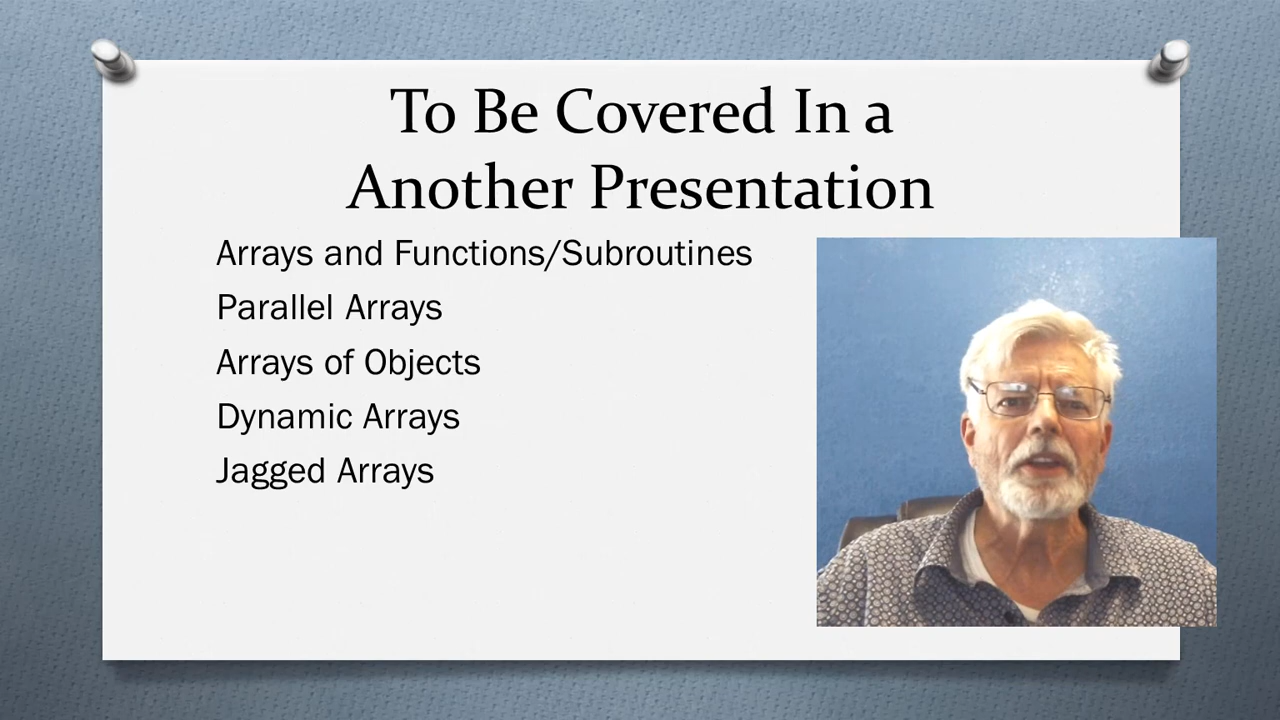 To Be Covered In a
Another Presentation
Arrays and Functions/Subroutines
Parallel Arrays
Arrays of Objects
Dynamic Arrays
Jagged Arrays